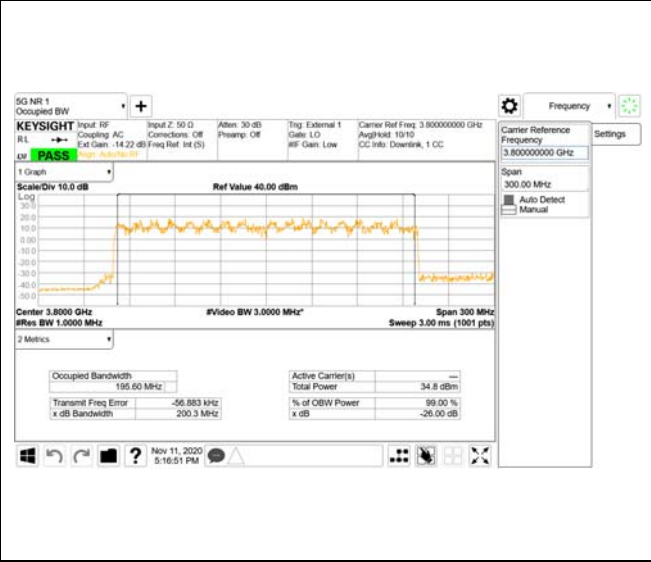 5G NR 1
Occupied BW
Frequency
KEYSIGHT
R L
PASS
Input: RF
Coupling: AC
Ext Gain: -14.22 dB
Align: Auto/No RF
Input Z: 50 Ω
Corrections: Off
Freq Ref: Int (S)
Atten: 30 dB
Preamp: Off
Trig: External 1
Gate: LO
#IF Gain: Low
Carrier Ref Freq: 3.800000000 GHz
Avg|Hold: 10/10
CC Info: Downlink, 1 CC
Carrier Reference
Frequency
3.800000000 GHz
Settings
Span
300.00 MHz
Auto Detect
Manual
1 Graph
Scale/Div 10.0 dB
Ref Value 40.00 dBm
Log
30.0
20.0
10.0
0.00
-10.0
-20.0
-30.0
-40.0
-50.0
Center 3.8000 GHz
#Video BW 3.0000 MHz*
Span 300 MHz
#Res BW 1.0000 MHz
Sweep 3.00 ms (1001 pts)
2 Metrics
Occupied Bandwidth
195.60 MHz
Active Carrier(s)
---
Total Power
34.8 dBm
Transmit Freq Error
-56.883 kHz
% of OBW Power
99.00 %
x dB Bandwidth
200.3 MHz
x dB
-26.00 dB
Nov 11, 2020
5:16:51 PM